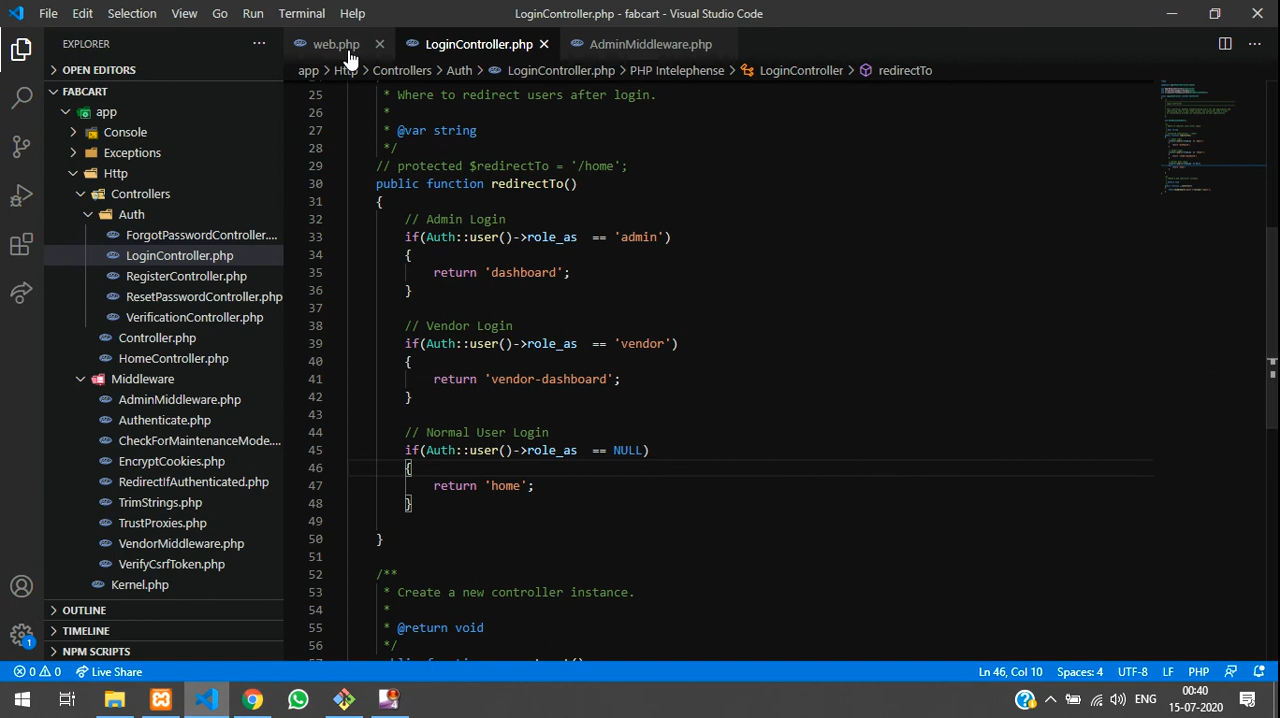 File Edit Selection View Go Run Terminal Help LoginController.php - fabcart - Visual Studio Code
EXPLORER
web.php LoginController.php AdminMiddleware.php
app Controllers Auth LoginController.php PHP Intelephense LoginController redirectTo
OPEN EDITORS
FABCART
app
Console
Exceptions
Http
Controllers
Auth
ForgotPasswordController....
LoginController.php
RegisterController.php
ResetPasswordController.php
VerificationController.php
Controller.php
HomeController.php
Middleware
AdminMiddleware.php
Authenticate.php
CheckForMaintenanceMode....
EncryptCookies.php
RedirectIfAuthenticated.php
TrimStrings.php
TrustProxies.php
VendorMiddleware.php
VerifyCsrfToken.php
Kernel.php
OUTLINE
TIMELINE
NPM SCRIPTS
25 * Where to redirect users after login.
26 *
27 * @var string
28 */
29 // protected $redirectTo = '/home';
30 public function redirectTo()
31 {
32 // Admin Login
33 if(Auth::user()->role_as == 'admin')
34 {
35 return 'dashboard';
36 }
37
38 // Vendor Login
39 if(Auth::user()->role_as == 'vendor')
40 {
41 return 'vendor-dashboard';
42 }
43
44 // Normal User Login
45 if(Auth::user()->role_as == NULL)
46 {
47 return 'home';
48 }
49
50 }
51
52 /**
53 * Create a new controller instance.
54 *
55 * @return void
56 */
1
0 0 Live Share Ln 46, Col 10 Spaces: 4 UTF-8 LF PHP
ENG
00:40
15-07-2020